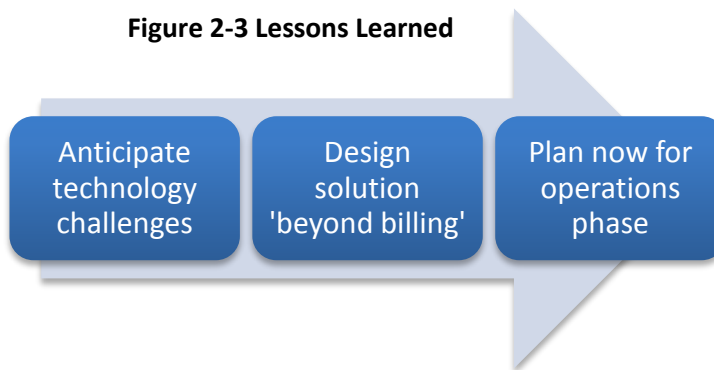 Figure 2-3 Lessons Learned
Anticipate
technology
challenges
Design
solution
'beyond billing'
Plan now for
operations
phase